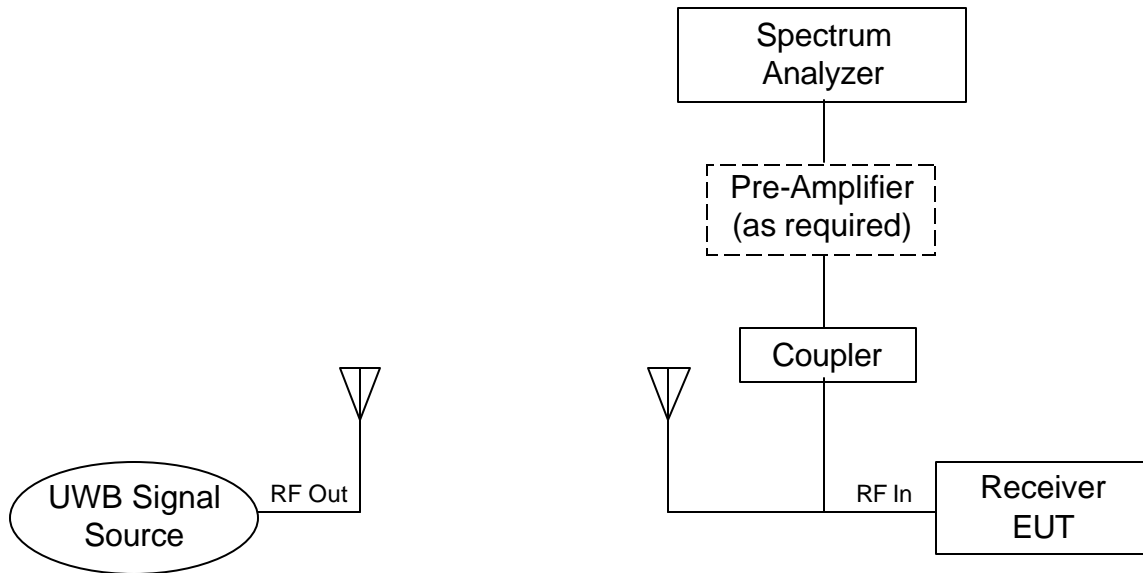 Spectrum
Analyzer
Pre-Amplifier
(as required)
Coupler
UWB Signal
Source
RF Out
RF In
Receiver
EUT